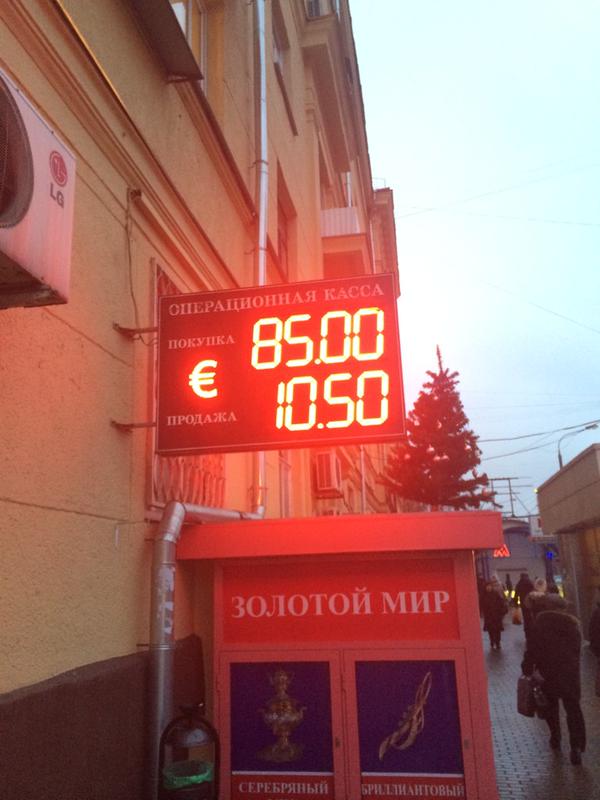 LG
ОПЕРАЦИОННАЯ КАССА
ПОКУПКА
85.00
€
10.50
ПРОДАЖА
М
ЗОЛОТОЙ МИР
СЕРЕБРЯНЫЙ
БРИЛЛИАНТОВЫЙ